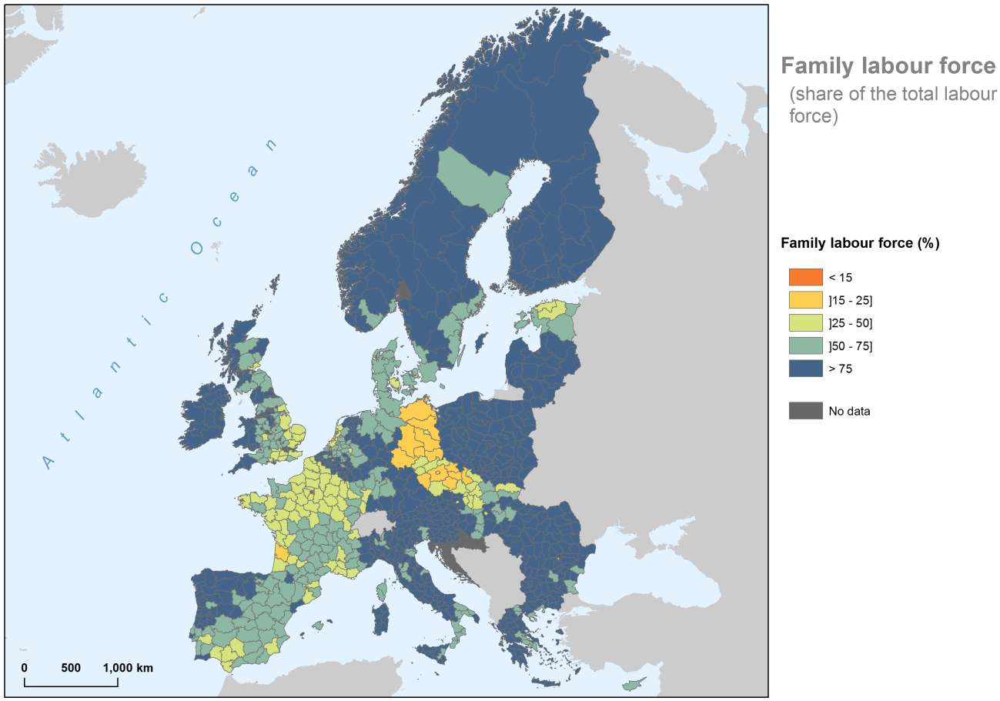 Family labour force
(share of the total labour
force)
Atlantic Ocean
Family labour force (%)
< 15
]15 - 25]
]25 - 50]
]50 - 75]
> 75
No data
0 500 1,000 km